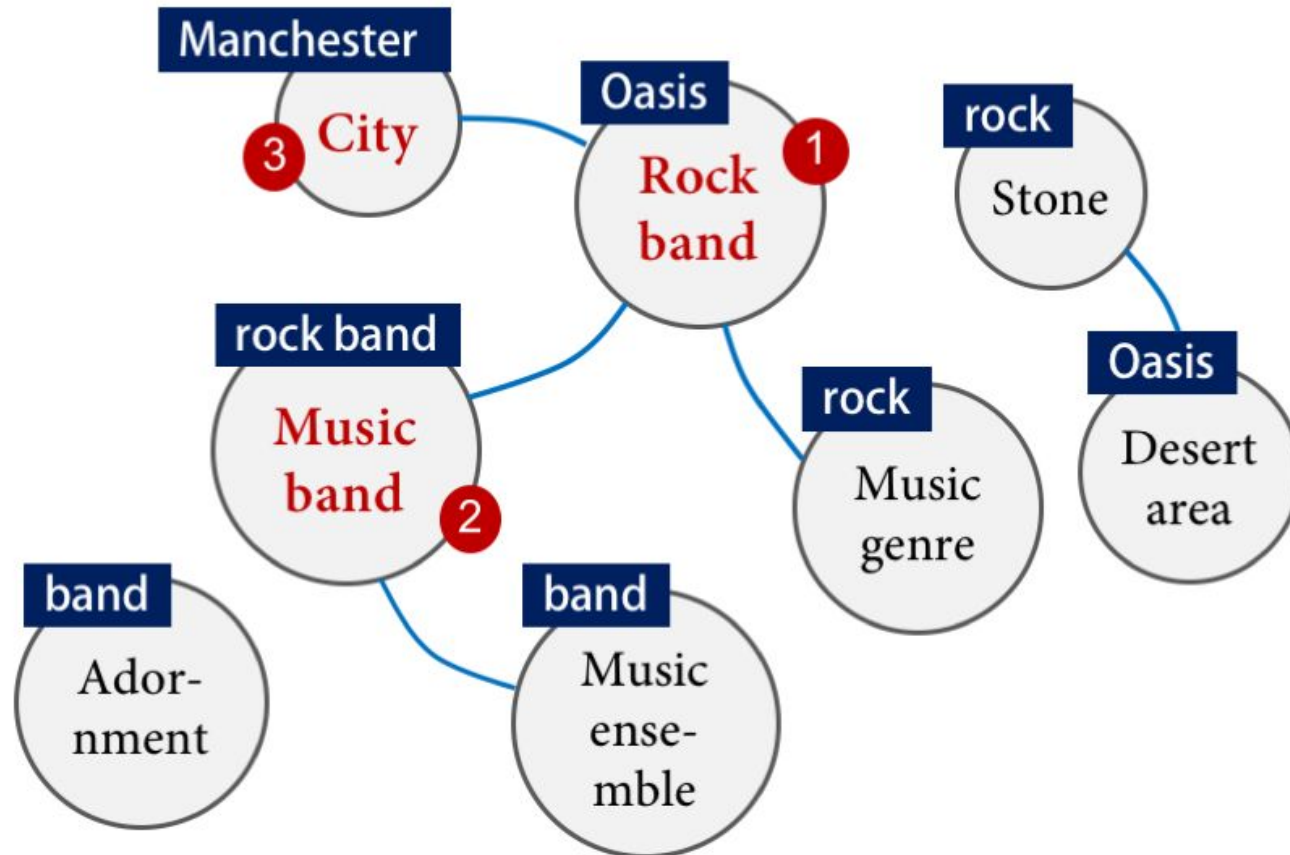 Manchester
City
3
Oasis
Rock
band
1
rock
Stone
rock band
Music
band
2
rock
Music
genre
Oasis
Desert
area
band
Ador-
nment
band
Music
ense-
mble